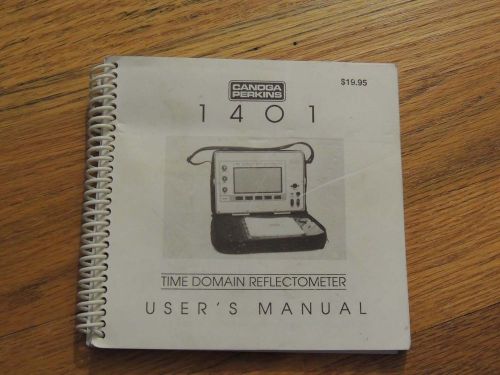 CANOGA
PERKINS
$19.95
1401
TIME DOMAIN REFLECTOMETER
USER'S MANUAL